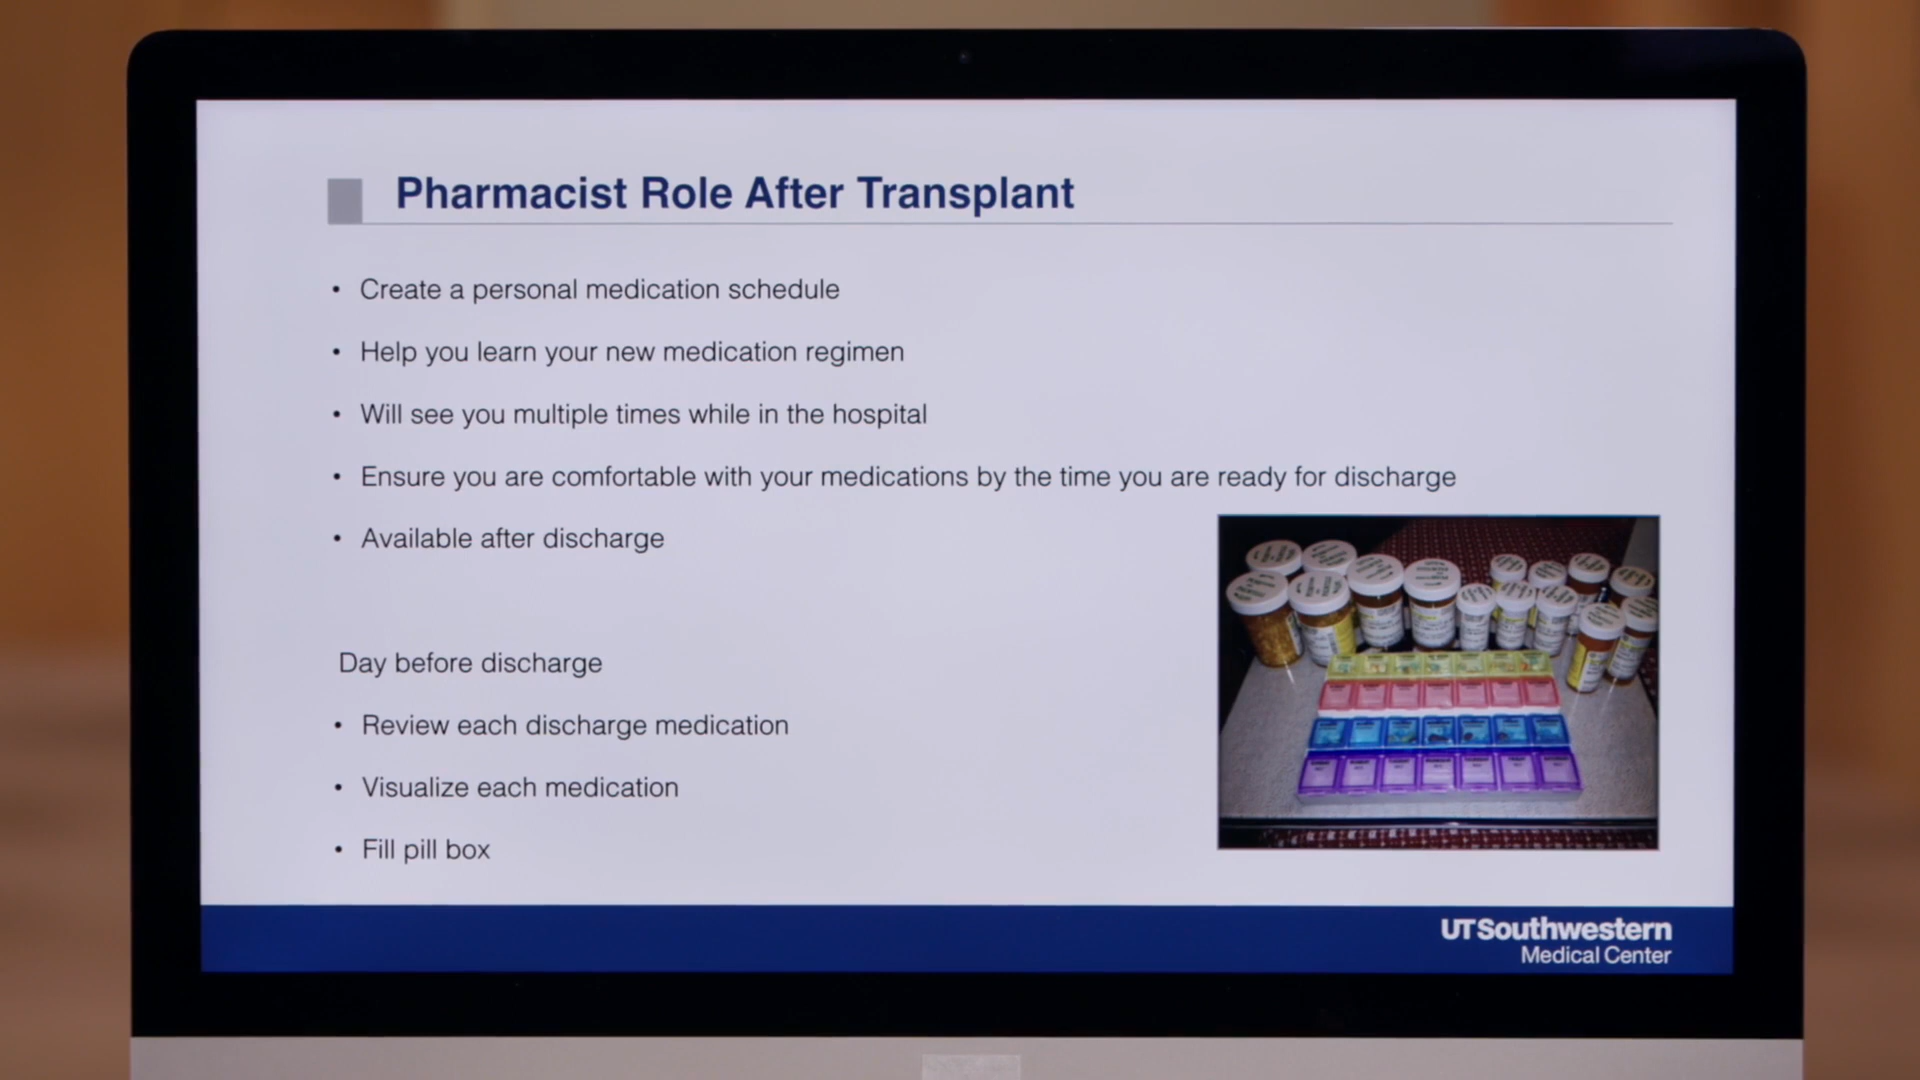 Pharmacist Role After Transplant
• Create a personal medication schedule
• Help you learn your new medication regimen
• Will see you multiple times while in the hospital
• Ensure you are comfortable with your medications by the time you are ready for discharge
• Available after discharge
Day before discharge
• Review each discharge medication
• Visualize each medication
• Fill pill box
UTSouthwestern
Medical Center